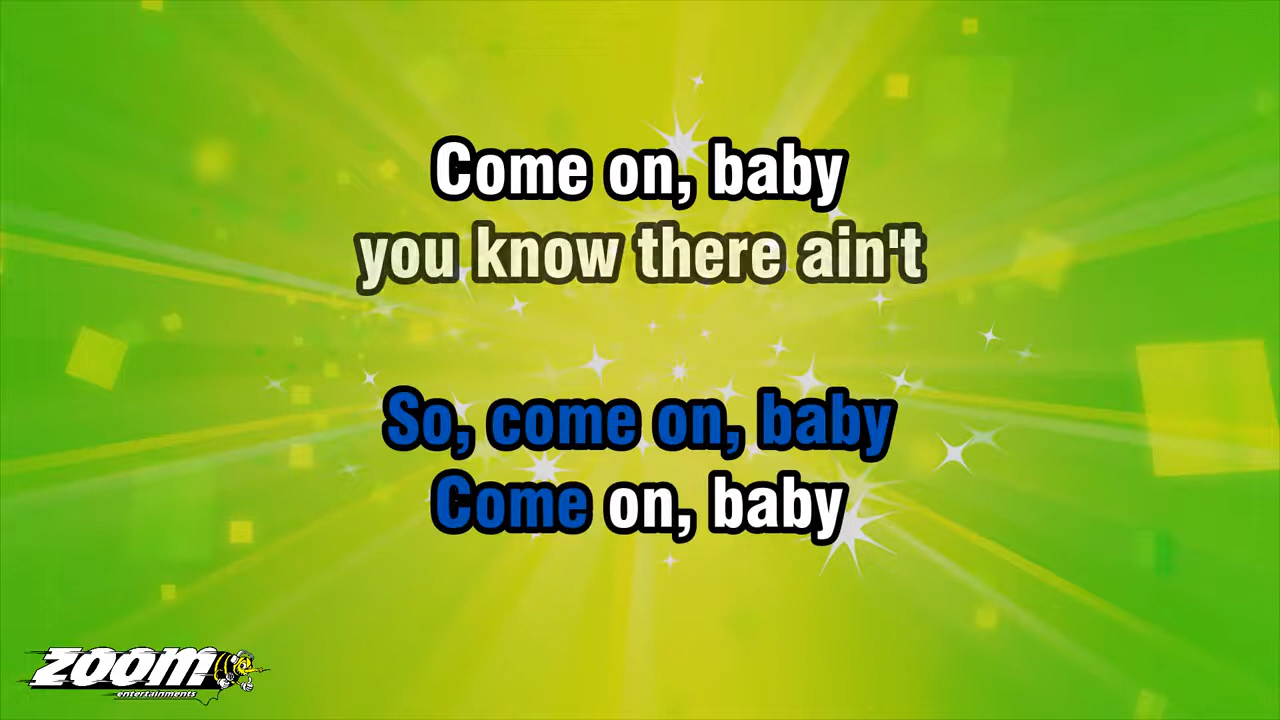 Come on, baby
you know there ain't
So, come on, baby
Come on, baby
ZOOM
entertainments